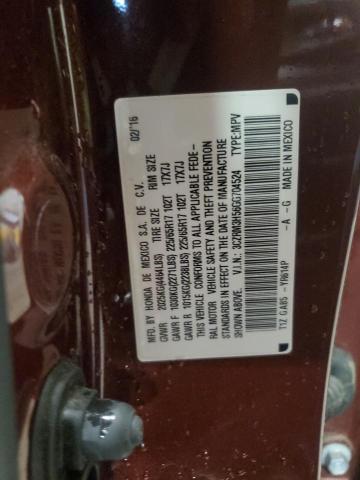 02/16
MFG. BY HONDA DE MEXICO S.A. DE C.V.
TIRE SIZE RIM SIZE
GVWR 2025KG(4464LBS)
GAWR F 1030KG(2271LBS) 225/65R17 102T 17X7J
GAWR R 1015KG(2238LBS) 225/65R17 102T 17X7J
THIS VEHICLE CONFORMS TO ALL APPLICABLE FEDE-
RAL MOTOR VEHICLE SAFETY AND THEFT PREVENTION
STANDARDS IN EFFECT ON THE DATE OF MANUFACTURE
SHOWN ABOVE. V.I.N.: 3CZRU6H56GG704524 TYPE:MPV
T1Z GA85 -YR614P -A -G MADE IN MEXICO